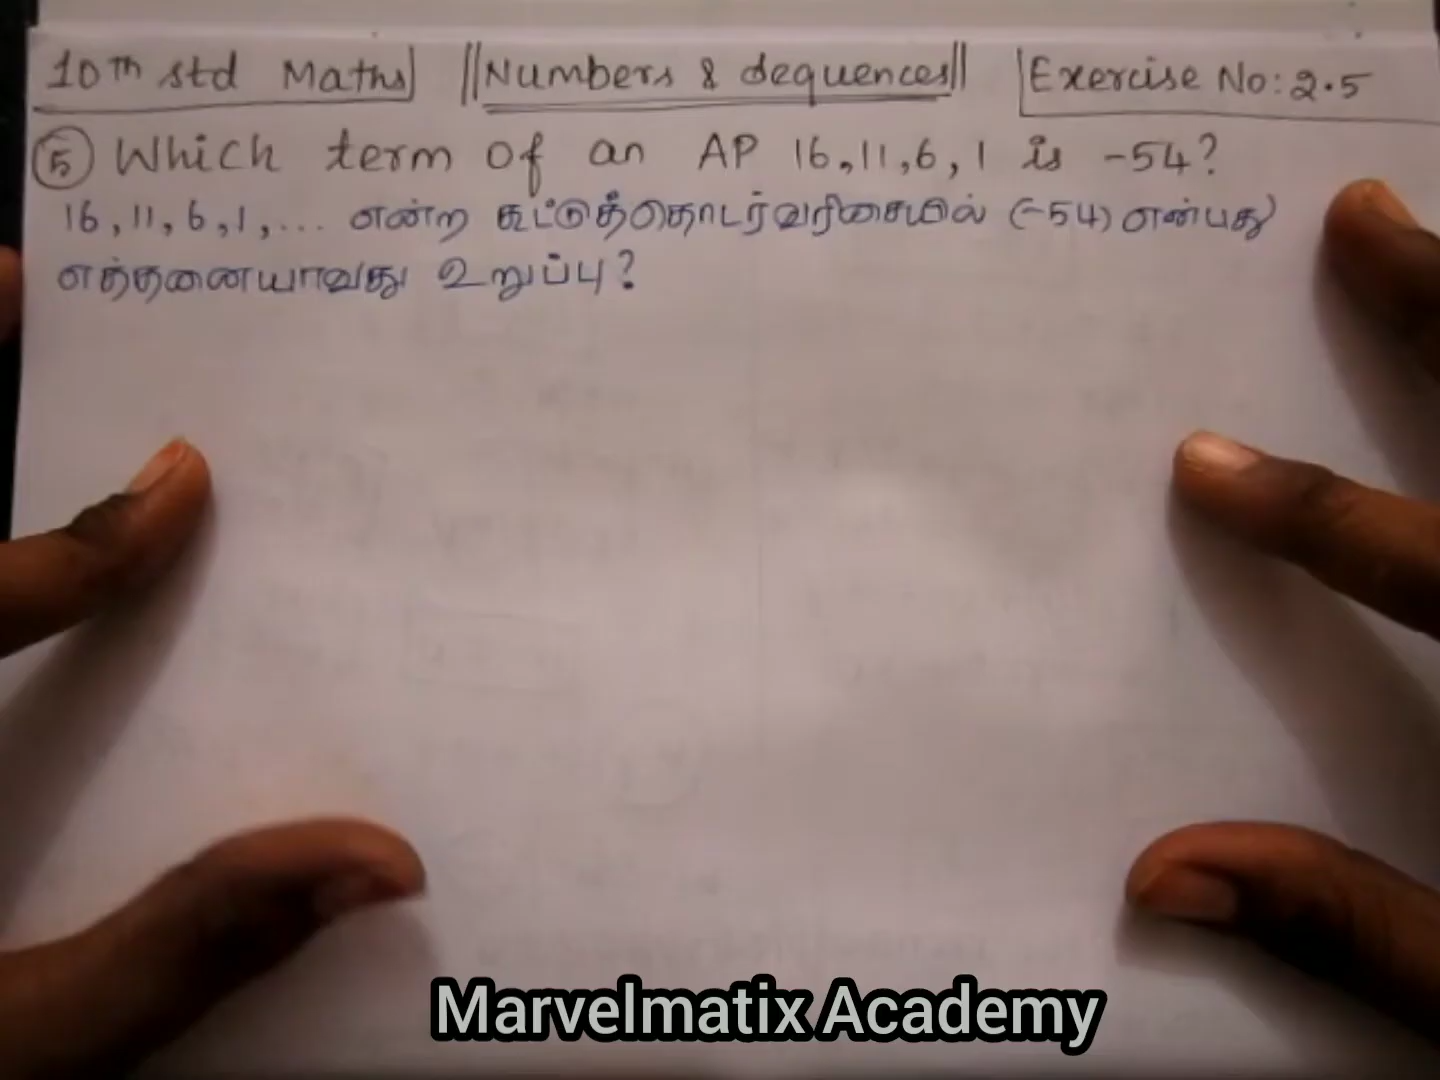 10th std Maths || Numbers & sequences || Exercise No: 2.5
5 Which term of an AP 16, 11, 6, 1 is -54?
16, 11, 6, 1, ... என்ற கூட்டுத்தொடர்வரிசையில் (-54) என்பது
எத்தனையாவது உறுப்பு?
Marvelmatix Academy